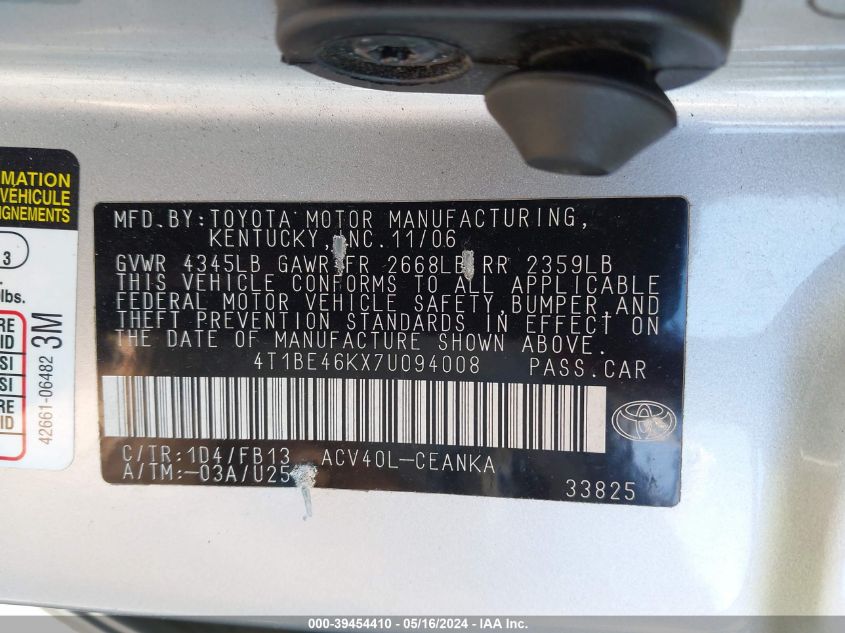 MFD.BY:TOYOTA MOTOR MANUFACTURING,
KENTUCKY, INC. 11/06
GVWR 4345LB GAWR FR 2668LB RR 2359LB
THIS VEHICLE CONFORMS TO ALL APPLICABLE
FEDERAL MOTOR VEHICLE SAFETY, BUMPER, AND
THEFT PREVENTION STANDARDS IN EFFECT ON
THE DATE OF MANUFACTURE SHOWN ABOVE.
4T1BE46KX7U094008 PASS.CAR
C/TR:1D4/FB13 ACV40L-CEANKA
A/TM:-03A/U25
33825
MATION
VÉHICULE
IGNEMENTS
3
lbs.
RE
ID
SI
SI
RE
ID
42661-06482 3M
000-39454410 - 05/16/2024 - IAA Inc.